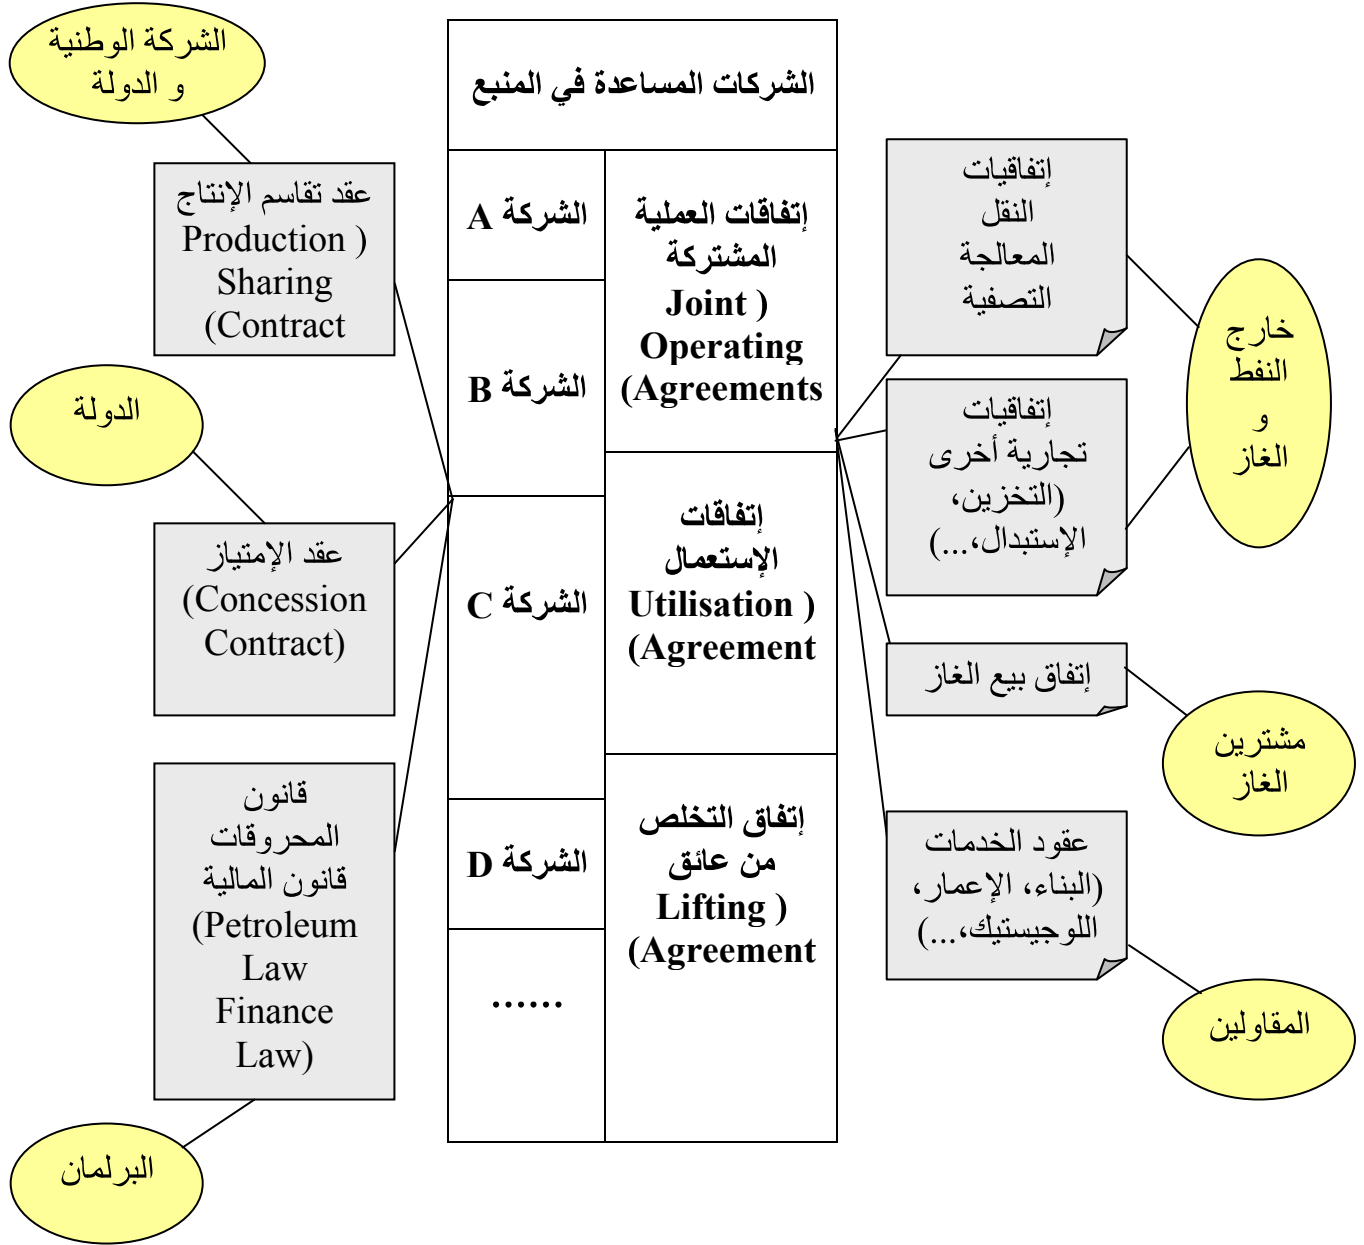 الشركة الوطنية
و الدولة
عقد تقاسم الإنتاج
Production )
Sharing
(Contract
الدولة
عقد الإمتياز
(Concession
Contract)
قانون
المحروقات
قانون المالية
(Petroleum
Law
Finance
Law)
البرلمان
الشركات المساعدة في المنبع
الشركة A
الشركة B
الشركة C
الشركة D
......
إتفاقات العملية
المشتركة
Joint )
Operating
(Agreements
إتفاقات
الإستعمال
Utilisation )
(Agreement
إتفاق التخلص
من عائق
Lifting )
(Agreement
إتفاقيات
النقل
المعالجة
التصفية
إتفاقيات
تجارية أخرى
(التخزين،
الإستبدال،...)
خارج
النفط
و
الغاز
إتفاق بيع الغاز
مشترين
الغاز
عقود الخدمات
(البناء، الإعمار،
اللوجيستيك،...)
المقاولين